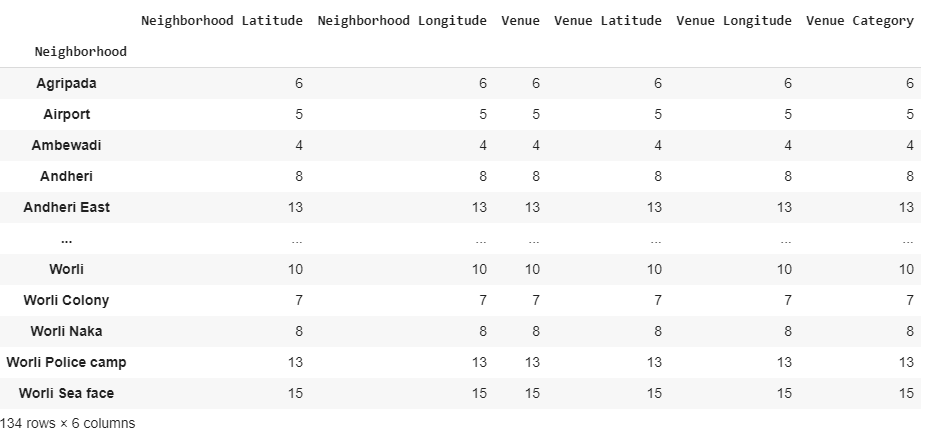 Neighborhood Latitude Neighborhood Longitude Venue Venue Latitude Venue Longitude Venue Category
Neighborhood
Agripada 6 6 6 6 6 6
Airport 5 5 5 5 5 5
Ambewadi 4 4 4 4 4 4
Andheri 8 8 8 8 8 8
Andheri East 13 13 13 13 13 13
... ... ... ... ... ... ...
Worli 10 10 10 10 10 10
Worli Colony 7 7 7 7 7 7
Worli Naka 8 8 8 8 8 8
Worli Police camp 13 13 13 13 13 13
Worli Sea face 15 15 15 15 15 15
134 rows × 6 columns